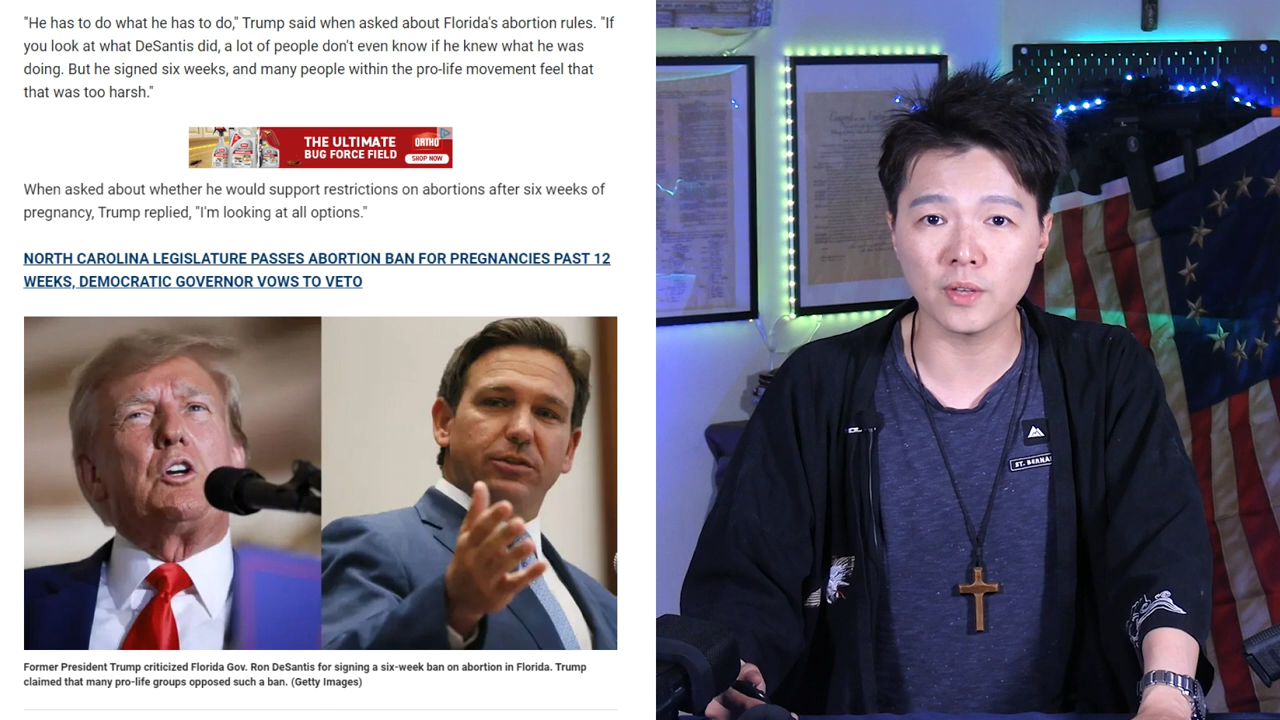 "He has to do what he has to do," Trump said when asked about Florida's abortion rules. "If
you look at what DeSantis did, a lot of people don't even know if he knew what he was
doing. But he signed six weeks, and many people within the pro-life movement feel that
that was too harsh."
THE ULTIMATE
BUG FORCE FIELD
ORTHO
SHOP NOW
When asked about whether he would support restrictions on abortions after six weeks of
pregnancy, Trump replied, "I'm looking at all options."
NORTH CAROLINA LEGISLATURE PASSES ABORTION BAN FOR PREGNANCIES PAST 12
WEEKS, DEMOCRATIC GOVERNOR VOWS TO VETO
Former President Trump criticized Florida Gov. Ron DeSantis for signing a six-week ban on abortion in Florida. Trump
claimed that many pro-life groups opposed such a ban. (Getty Images)
ST. BERNA